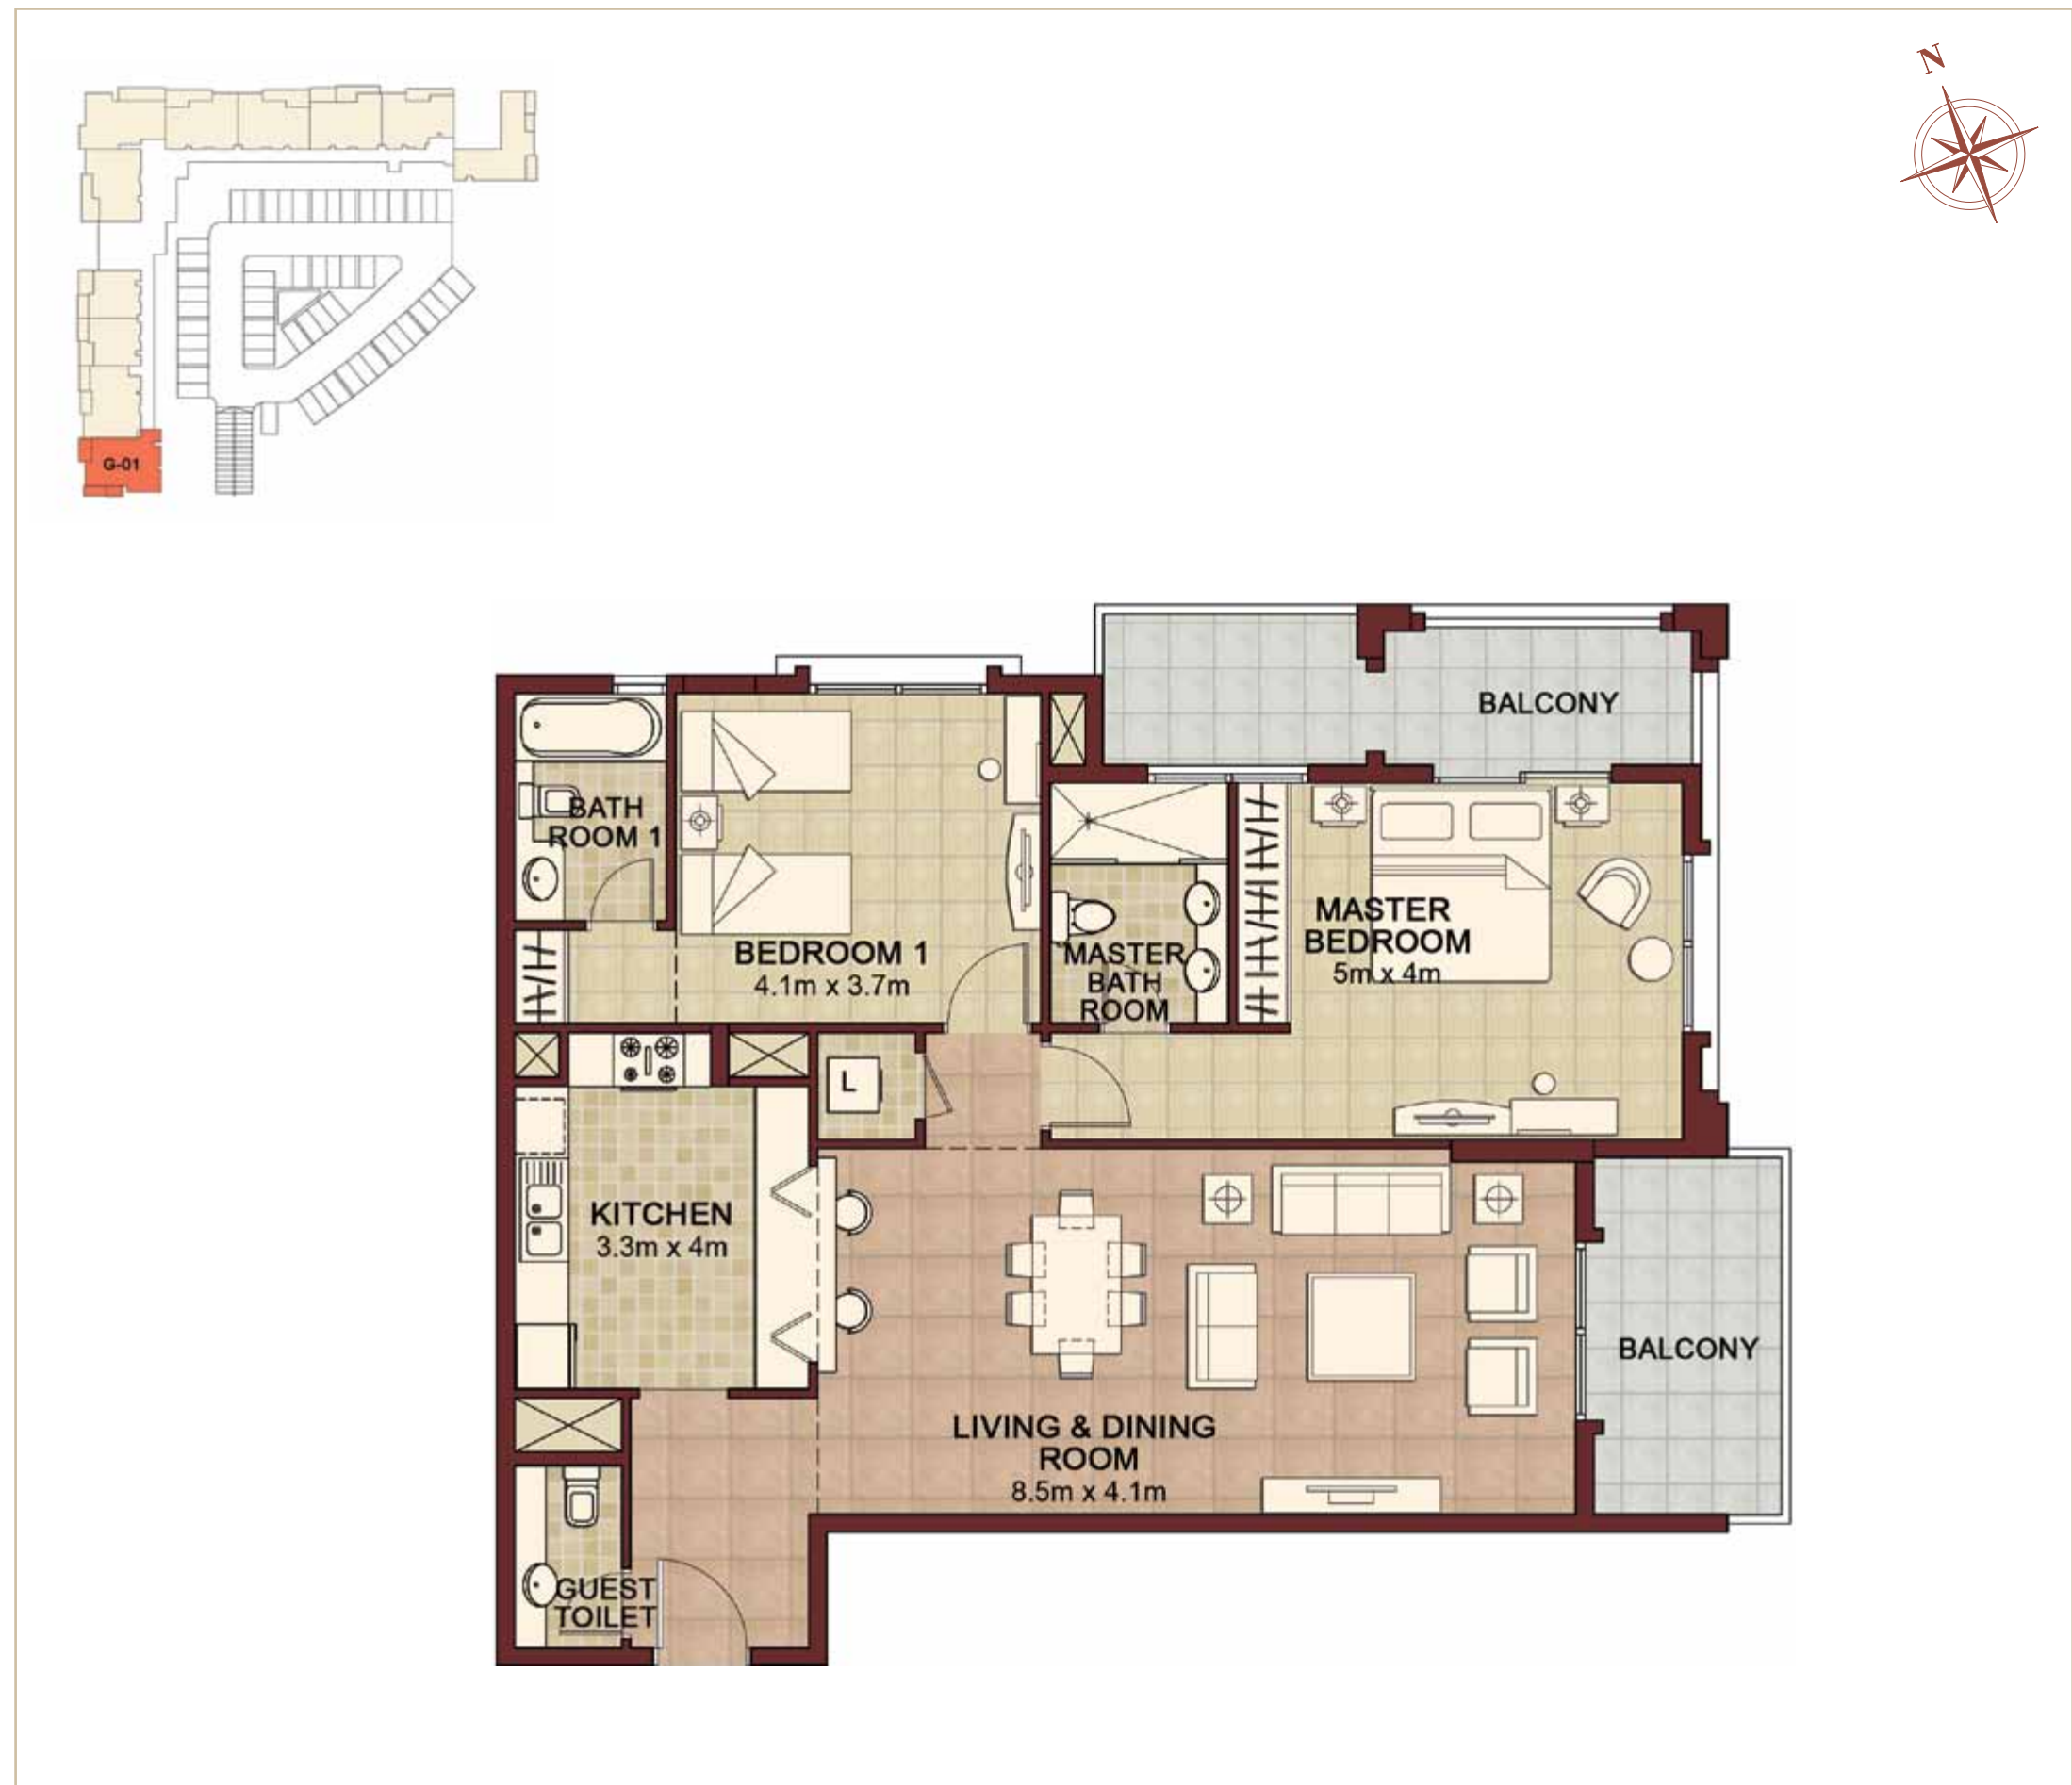 N
G-01
BALCONY
BATH
ROOM 1
BEDROOM 1
4.1m x 3.7m
MASTER
BATH
ROOM
MASTER
BEDROOM
5m x 4m
L
KITCHEN
3.3m x 4m
BALCONY
LIVING & DINING
ROOM
8.5m x 4.1m
GUEST
TOILET